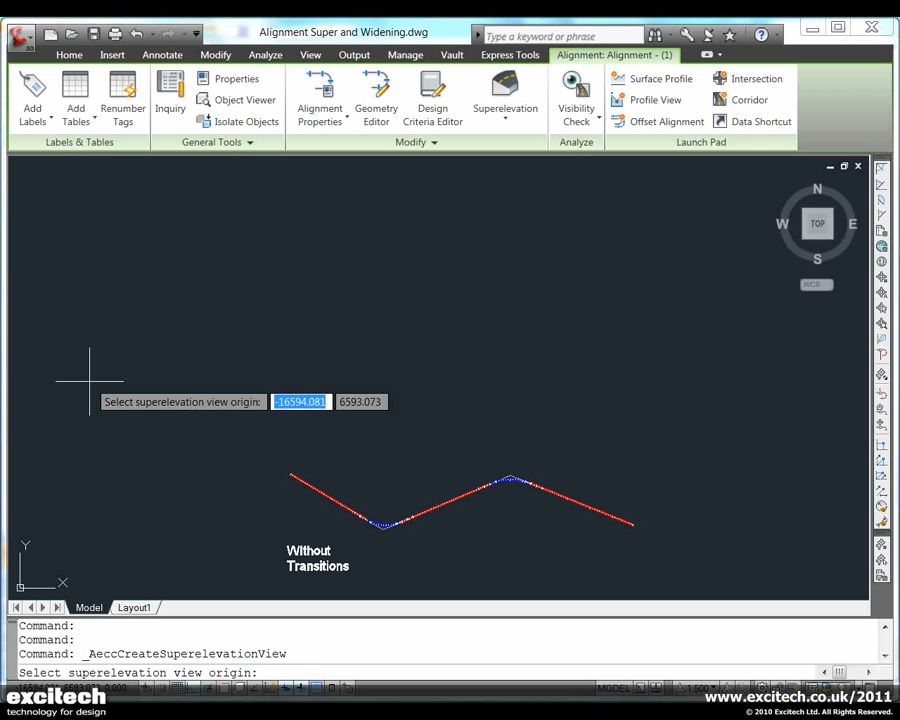 3D
Alignment Super and Widening.dwg
Type a keyword or phrase
Home Insert Annotate Modify Analyze View Output Manage Vault Express Tools Alignment: Alignment - (1)
Add Labels
Add Tables
Renumber Tags
Labels & Tables
Inquiry
Properties
Object Viewer
Isolate Objects
General Tools
Alignment Properties
Geometry Editor
Design Criteria Editor
Superelevation
Modify
Visibility Check
Analyze
Surface Profile
Profile View
Offset Alignment
Intersection
Corridor
Data Shortcut
Launch Pad
N
W TOP E
S
WCS
Select superelevation view origin: -16594.081 6593.073
Without
Transitions
Y
X
Model Layout1
Command:
Command:
Command: _AeccCreateSuperelevationView
Select superelevation view origin:
MODEL 1:500
excitech
technology for design
www.excitech.co.uk/2011
© 2010 Excitech Ltd. All Rights Reserved.